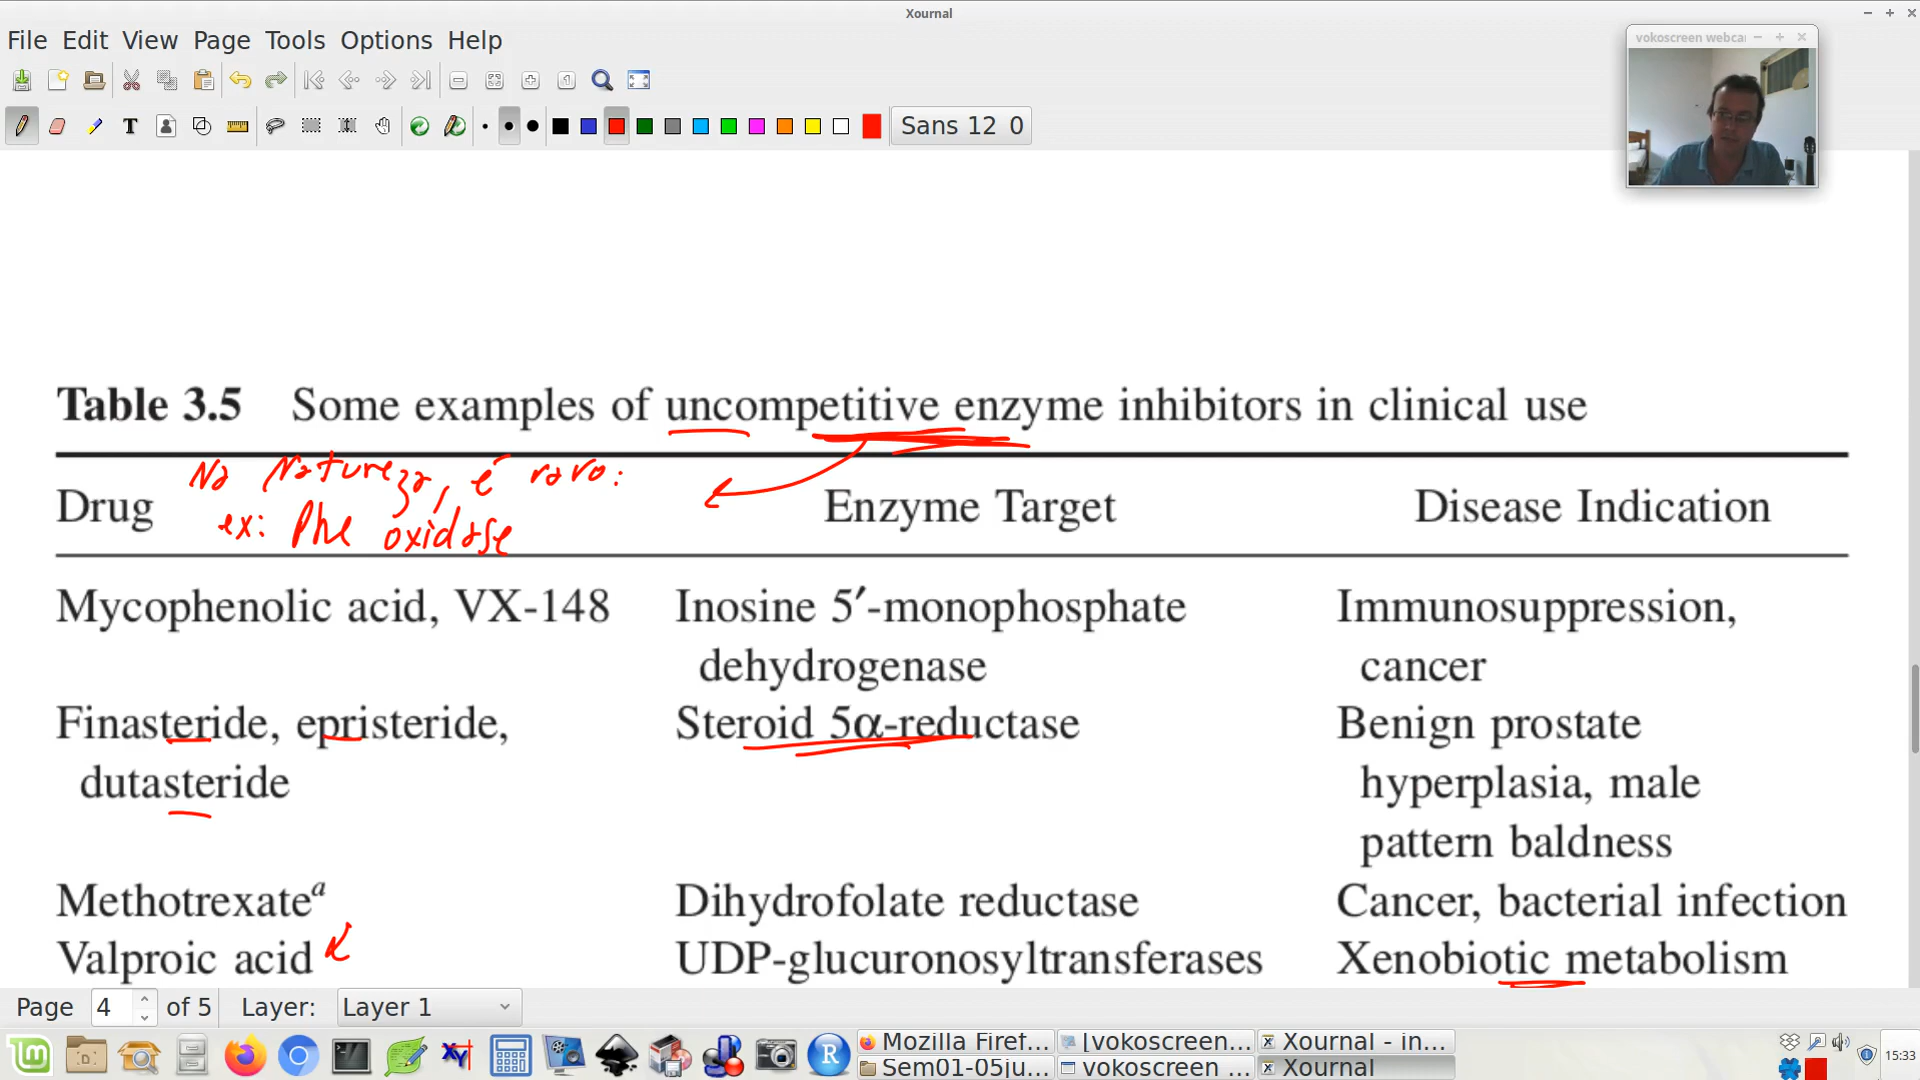 Xournal
vokoscreen webcar
File Edit View Page Tools Options Help
Sans 12 0
Table 3.5 Some examples of uncompetitive enzyme inhibitors in clinical use
Na Natureza, é raro:
ex: Phe oxidase
Drug Enzyme Target Disease Indication
Mycophenolic acid, VX-148 Inosine 5′-monophosphate Immunosuppression,
dehydrogenase cancer
Finasteride, epristeride, Steroid 5α-reductase Benign prostate
dutasteride hyperplasia, male
pattern baldness
Methotrexateᵃ Dihydrofolate reductase Cancer, bacterial infection
Valproic acid UDP-glucuronosyltransferases Xenobiotic metabolism
Page 4 of 5 Layer: Layer 1
Mozilla Firef... [vokoscreen... Xournal - in...
Sem01-05ju... vokoscreen ... Xournal
15:33